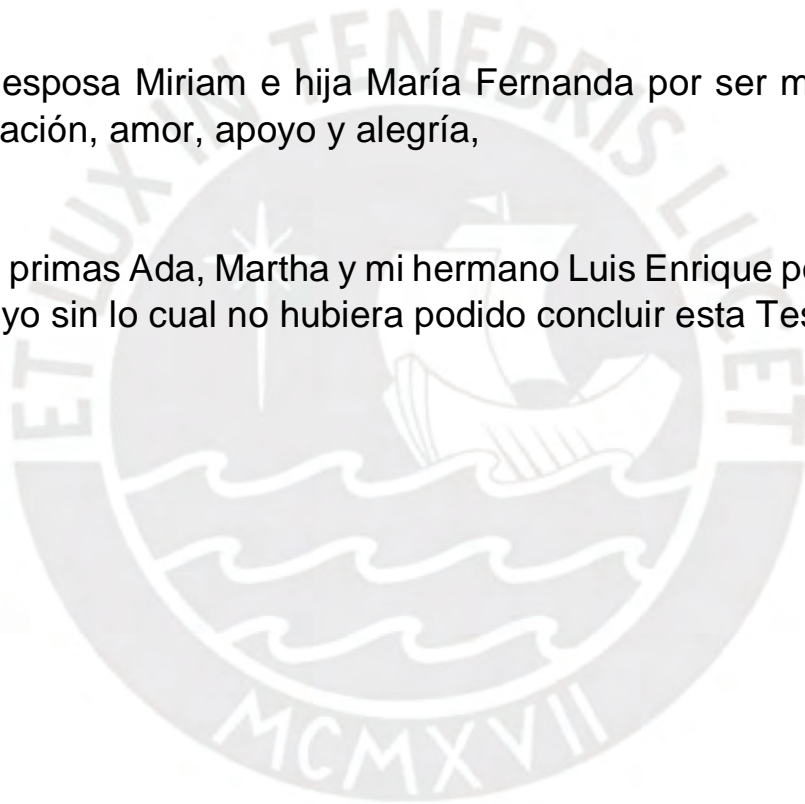 esposa Miriam e hija María Fernanda por ser m
ación, amor, apoyo y alegría,
primas Ada, Martha y mi hermano Luis Enrique po
yo sin lo cual no hubiera podido concluir esta Tes
ET LUX IN TENEBRIS LUCET
MCMXVII